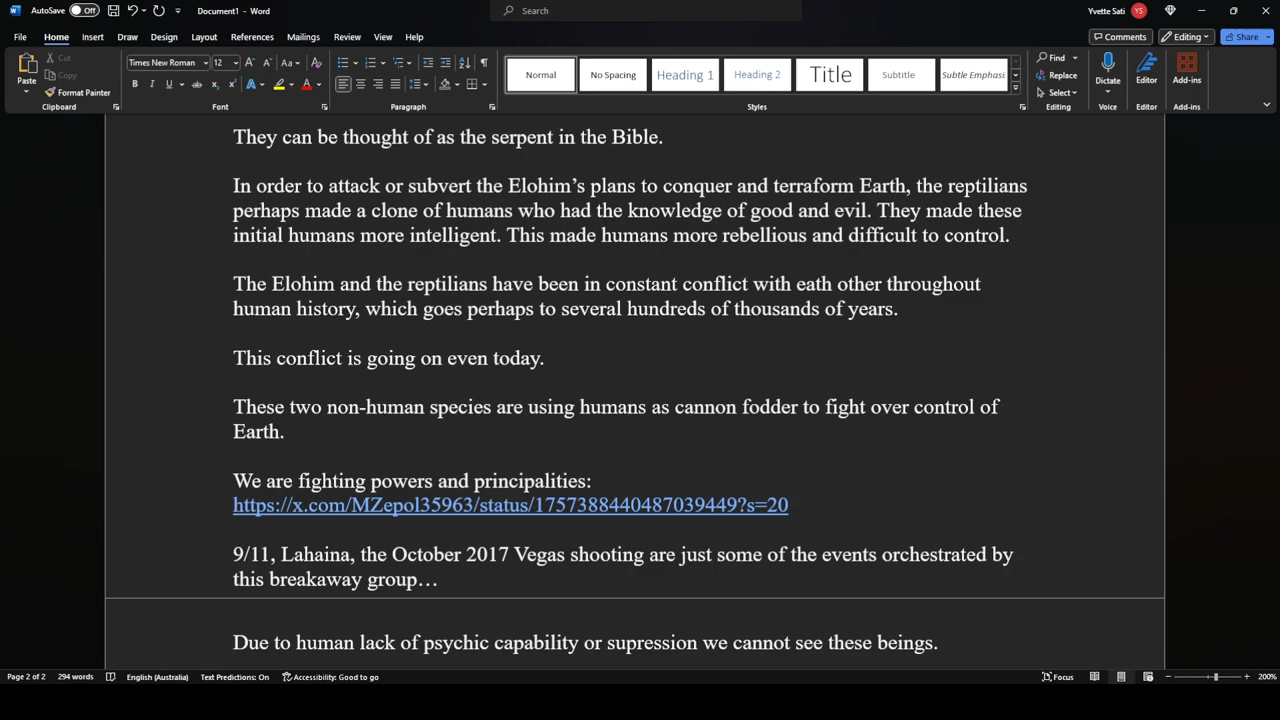 AutoSave Off Document1 - Word Search Yvette Sati YS
File Home Insert Draw Design Layout References Mailings Review View Help Comments Editing Share
Paste Cut Copy Format Painter Clipboard
Times New Roman 12 Aa Font
B I U ab x₂ x² A A
Paragraph
Normal No Spacing Heading 1 Heading 2 Title Subtitle Subtle Emphasis Styles
Find Replace Select Editing
Dictate Voice
Editor Editor
Add-ins Add-ins
They can be thought of as the serpent in the Bible.
In order to attack or subvert the Elohim’s plans to conquer and terraform Earth, the reptilians
perhaps made a clone of humans who had the knowledge of good and evil. They made these
initial humans more intelligent. This made humans more rebellious and difficult to control.
The Elohim and the reptilians have been in constant conflict with eath other throughout
human history, which goes perhaps to several hundreds of thousands of years.
This conflict is going on even today.
These two non-human species are using humans as cannon fodder to fight over control of
Earth.
We are fighting powers and principalities:
https://x.com/MZepol35963/status/1757388440487039449?s=20
9/11, Lahaina, the October 2017 Vegas shooting are just some of the events orchestrated by
this breakaway group…
Due to human lack of psychic capability or supression we cannot see these beings.
Page 2 of 2 294 words English (Australia) Text Predictions: On Accessibility: Good to go Focus 200%